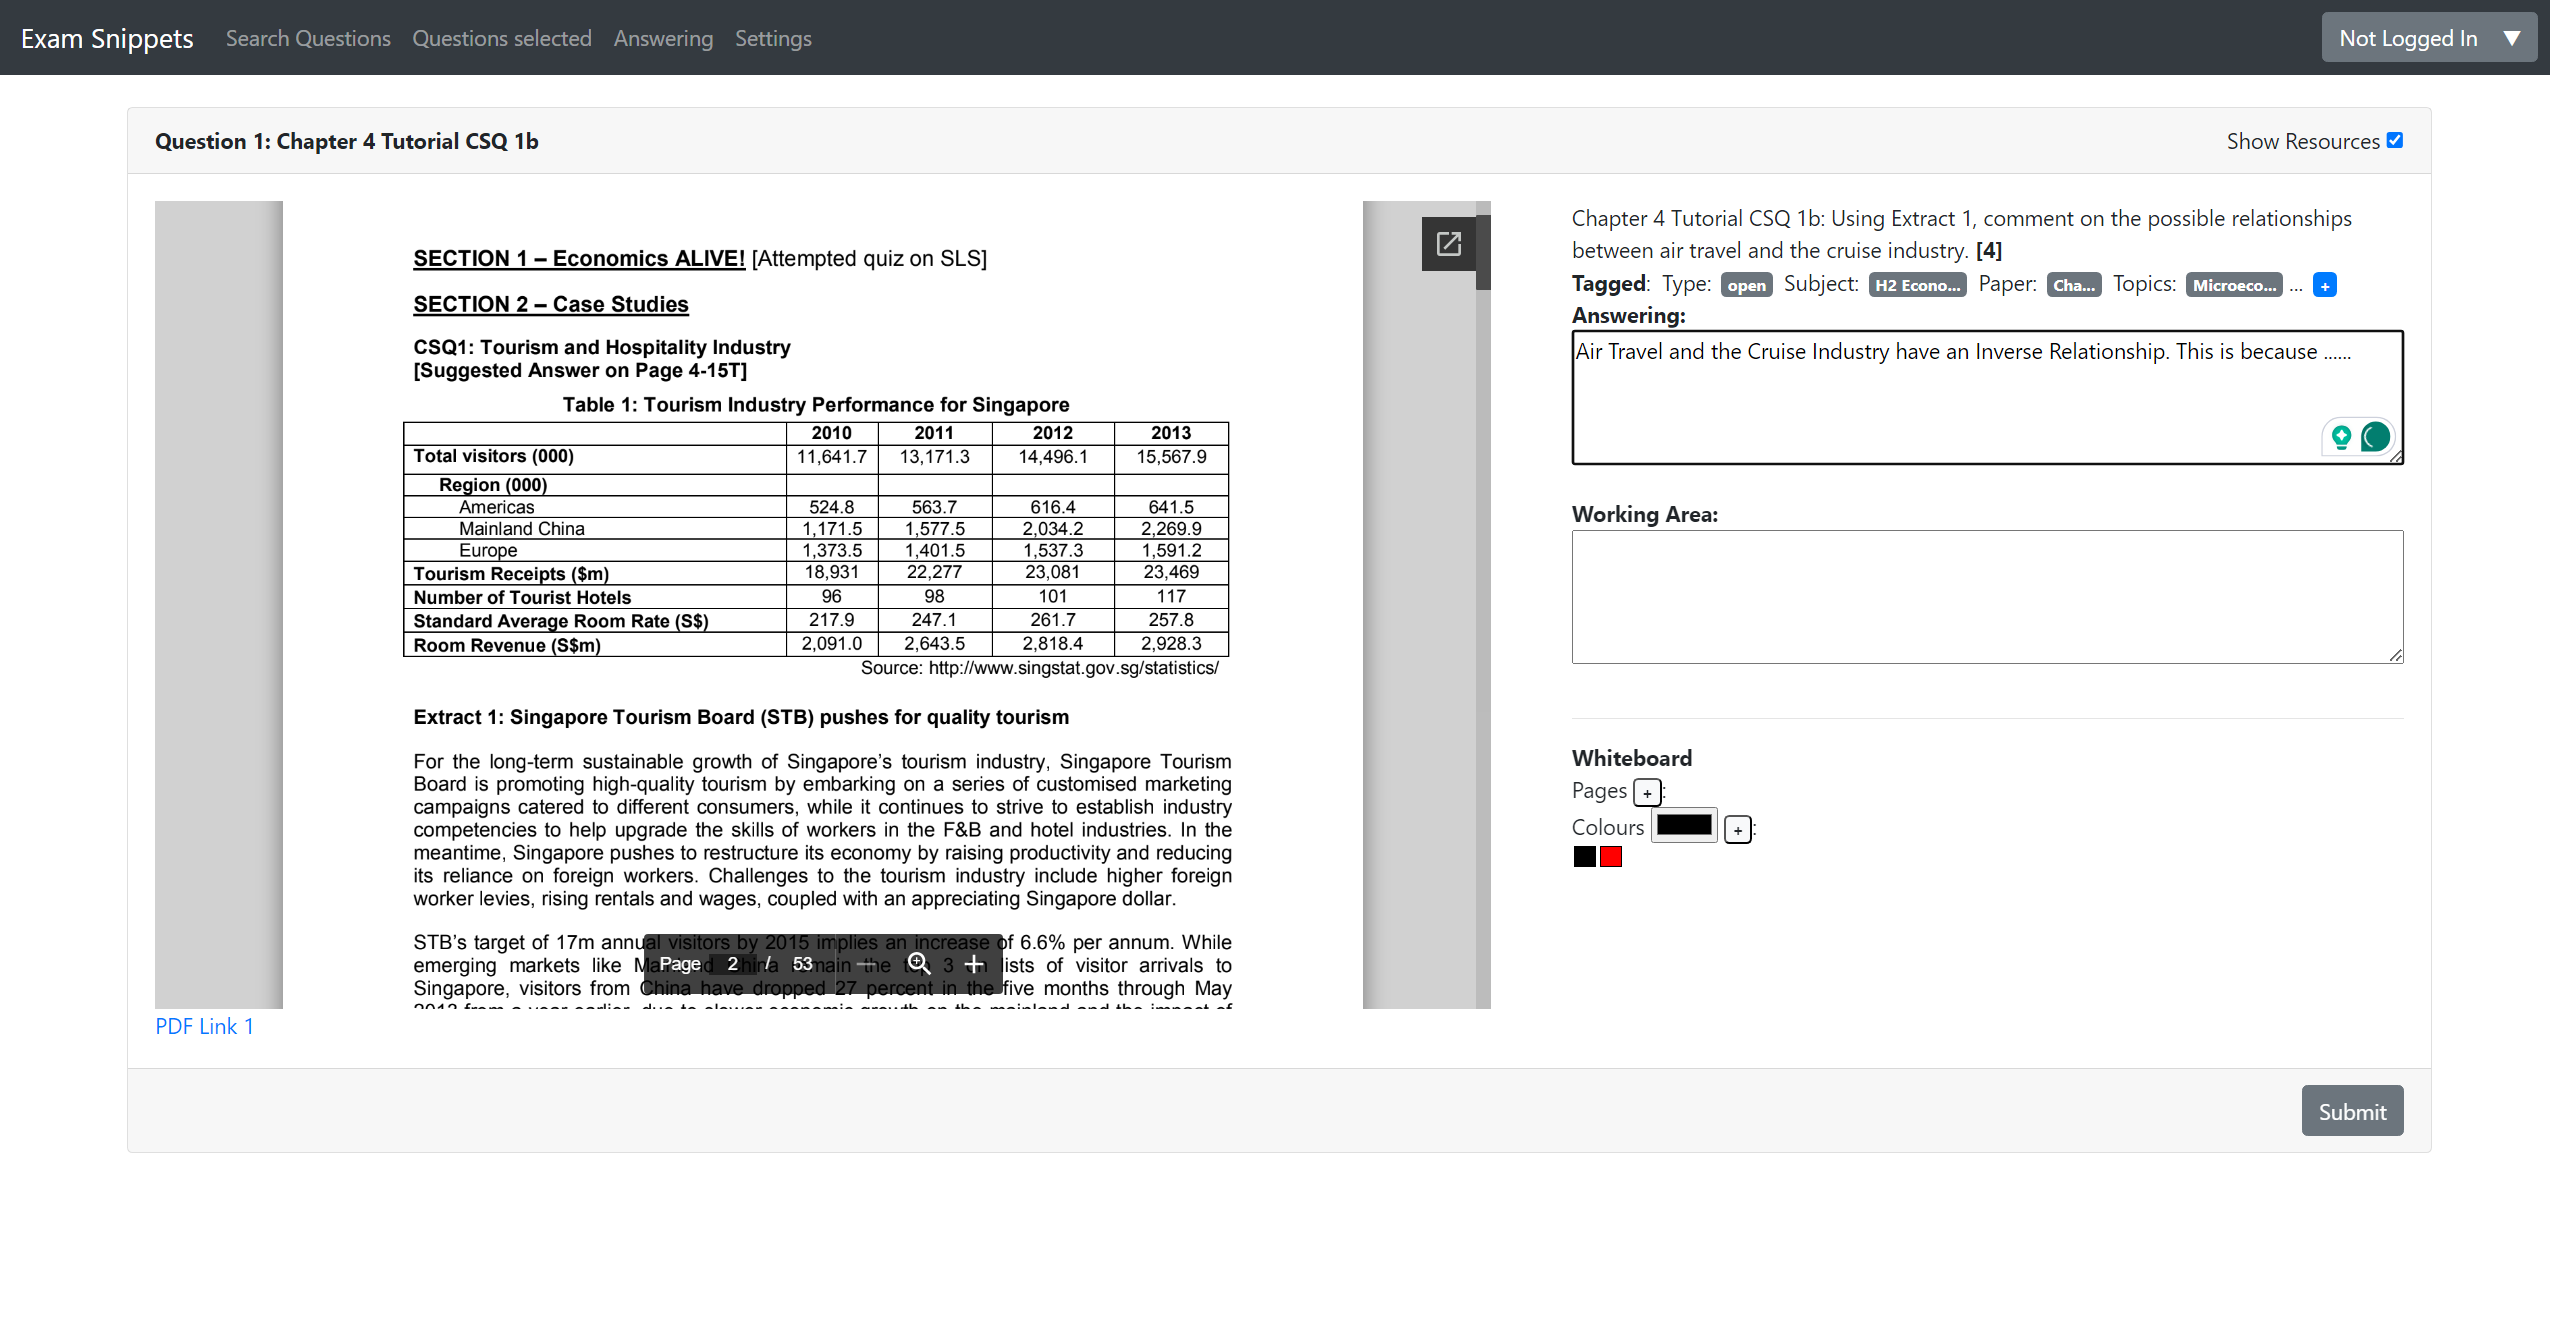 Exam Snippets Search Questions Questions selected Answering Settings Not Logged In ▼
Question 1: Chapter 4 Tutorial CSQ 1b Show Resources
SECTION 1 – Economics ALIVE! [Attempted quiz on SLS]
SECTION 2 – Case Studies
CSQ1: Tourism and Hospitality Industry
[Suggested Answer on Page 4-15T]
Table 1: Tourism Industry Performance for Singapore
2010 2011 2012 2013
Total visitors (000) 11,641.7 13,171.3 14,496.1 15,567.9
Region (000)
Americas 524.8 563.7 616.4 641.5
Mainland China 1,171.5 1,577.5 2,034.2 2,269.9
Europe 1,373.5 1,401.5 1,537.3 1,591.2
Tourism Receipts ($m) 18,931 22,277 23,081 23,469
Number of Tourist Hotels 96 98 101 117
Standard Average Room Rate (S$) 217.9 247.1 261.7 257.8
Room Revenue (S$m) 2,091.0 2,643.5 2,818.4 2,928.3
Source: http://www.singstat.gov.sg/statistics/
Extract 1: Singapore Tourism Board (STB) pushes for quality tourism
For the long-term sustainable growth of Singapore's tourism industry, Singapore Tourism
Board is promoting high-quality tourism by embarking on a series of customised marketing
campaigns catered to different consumers, while it continues to strive to establish industry
competencies to help upgrade the skills of workers in the F&B and hotel industries. In the
meantime, Singapore pushes to restructure its economy by raising productivity and reducing
its reliance on foreign workers. Challenges to the tourism industry include higher foreign
worker levies, rising rentals and wages, coupled with an appreciating Singapore dollar.
STB's target of 17m annual visitors by 2015 implies an increase of 6.6% per annum. While
emerging markets like Mainland China remain the top 3 on lists of visitor arrivals to
Singapore, visitors from China have dropped 27 percent in the five months through May
Page 2 / 53
PDF Link 1
Chapter 4 Tutorial CSQ 1b: Using Extract 1, comment on the possible relationships
between air travel and the cruise industry. [4]
Tagged: Type: open Subject: H2 Econo... Paper: Cha... Topics: Microeco... ... +
Answering:
Air Travel and the Cruise Industry have an Inverse Relationship. This is because ......
Working Area:
Whiteboard
Pages +:
Colours +:
Submit